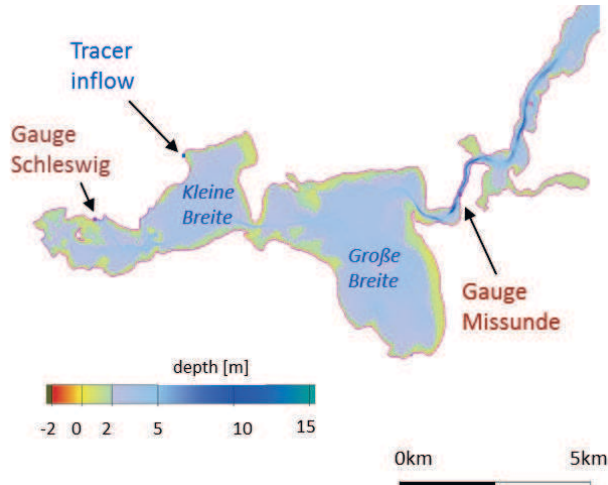 Tracer
inflow
Gauge
Schleswig
Kleine
Breite
Große
Breite
Gauge
Missunde
depth [m]
-2 0 2 5 10 15
0km 5km